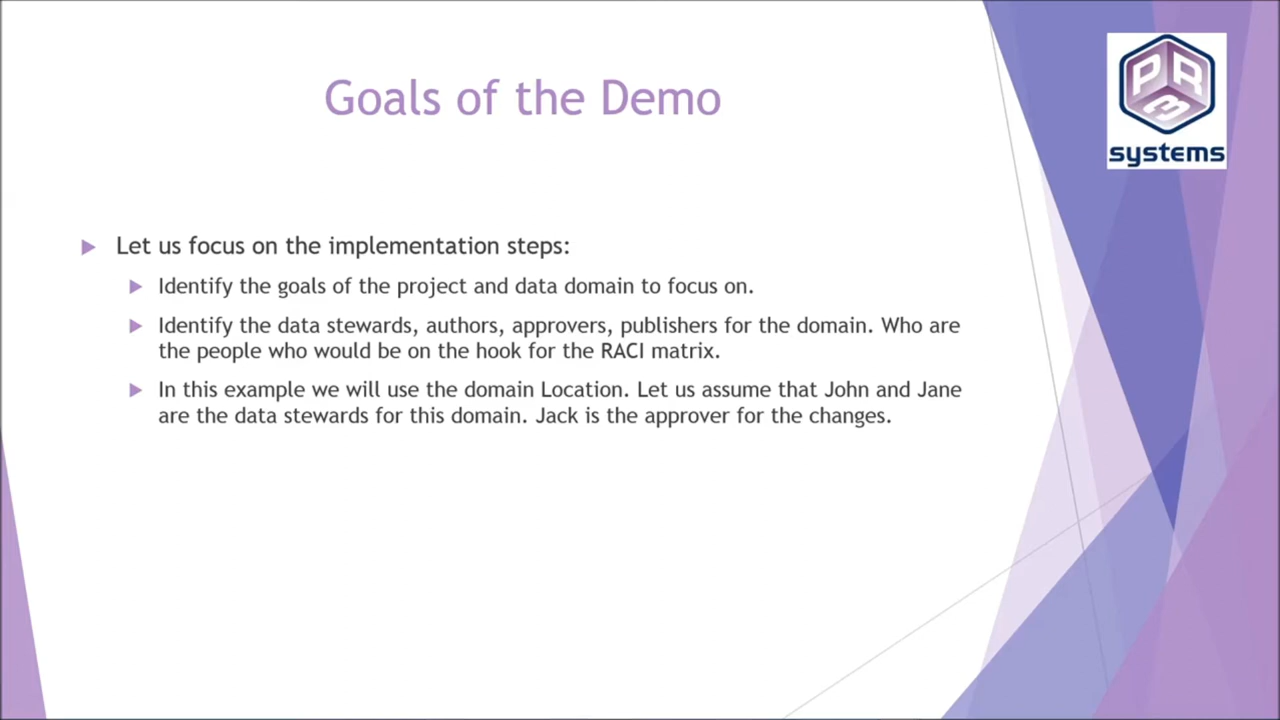 Goals of the Demo
PR3
systems
Let us focus on the implementation steps:
Identify the goals of the project and data domain to focus on.
Identify the data stewards, authors, approvers, publishers for the domain. Who are
the people who would be on the hook for the RACI matrix.
In this example we will use the domain Location. Let us assume that John and Jane
are the data stewards for this domain. Jack is the approver for the changes.